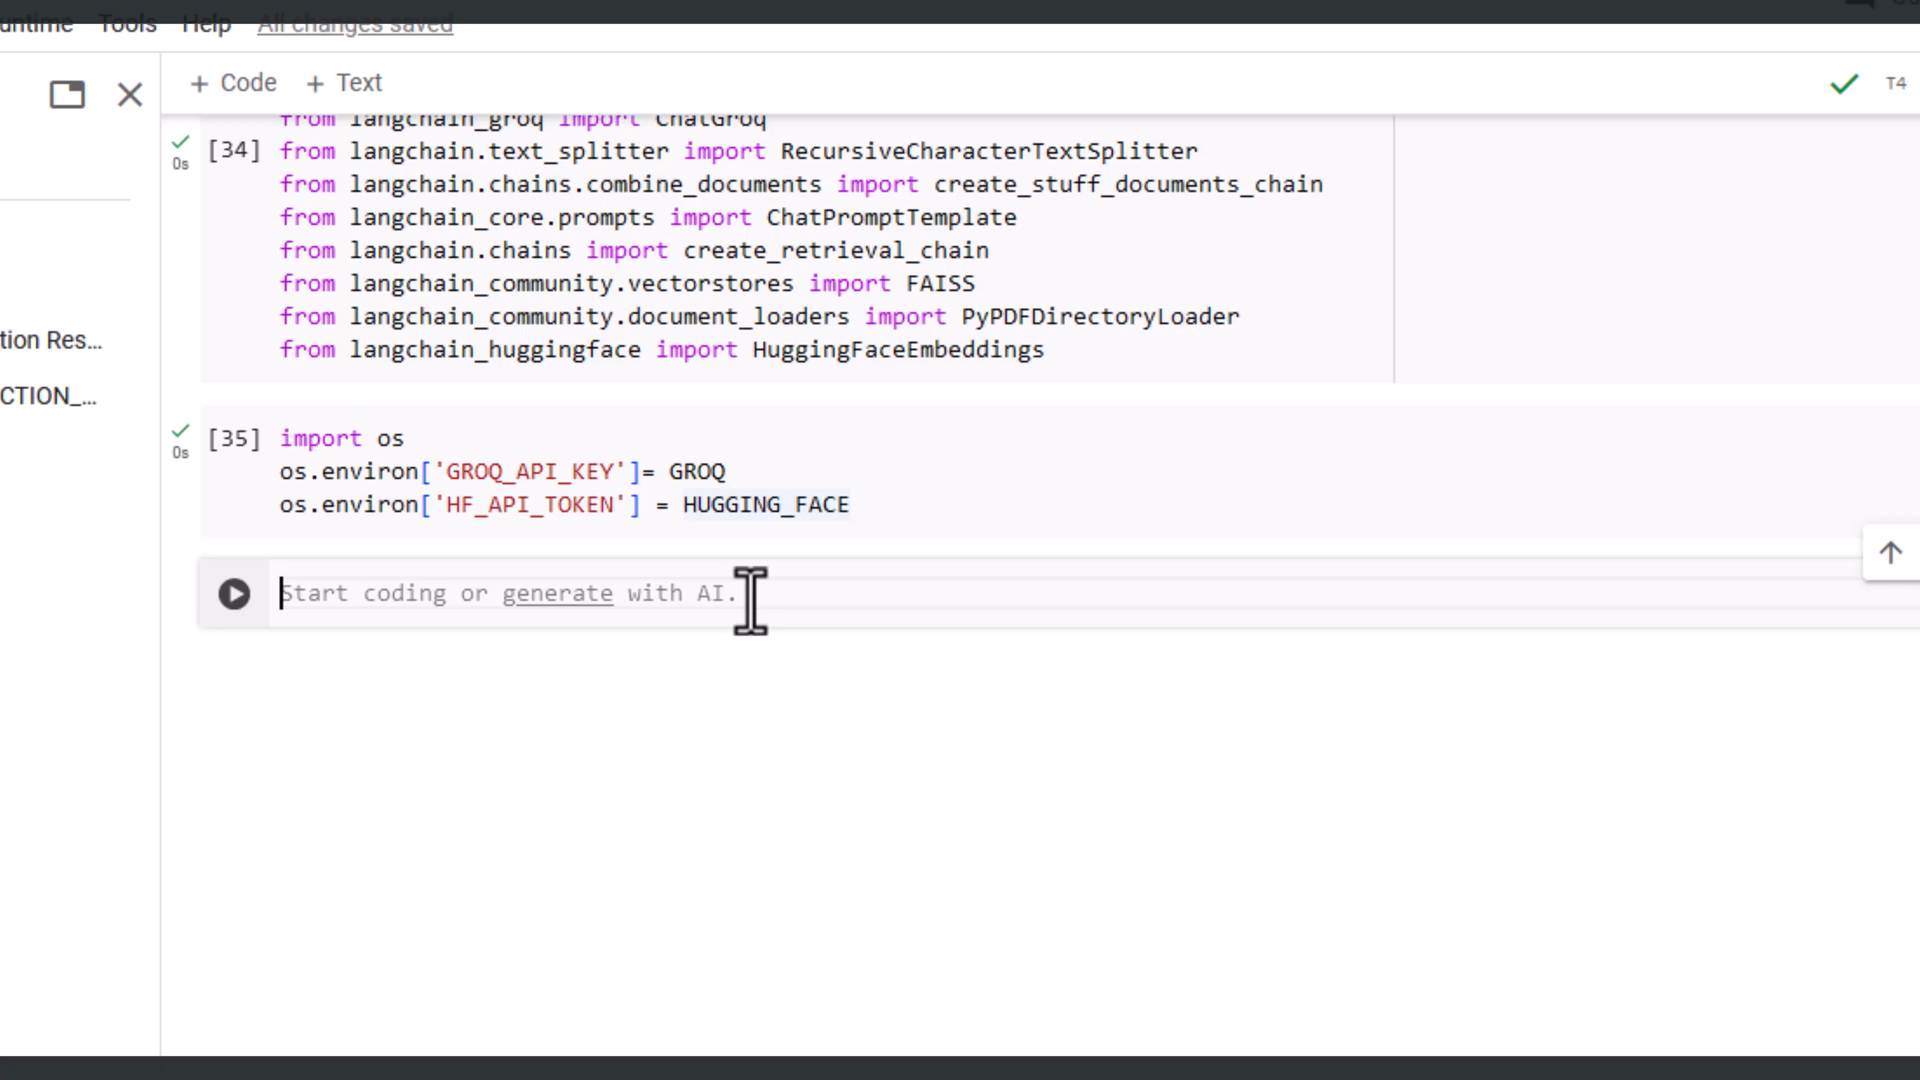 untime Tools Help All changes saved
+ Code + Text T4
from langchain_groq import ChatGroq
0s [34] from langchain.text_splitter import RecursiveCharacterTextSplitter
from langchain.chains.combine_documents import create_stuff_documents_chain
from langchain_core.prompts import ChatPromptTemplate
from langchain.chains import create_retrieval_chain
from langchain_community.vectorstores import FAISS
from langchain_community.document_loaders import PyPDFDirectoryLoader
tion Res...
from langchain_huggingface import HuggingFaceEmbeddings
CTION_...
0s [35] import os
os.environ['GROQ_API_KEY']= GROQ
os.environ['HF_API_TOKEN'] = HUGGING_FACE
Start coding or generate with AI.